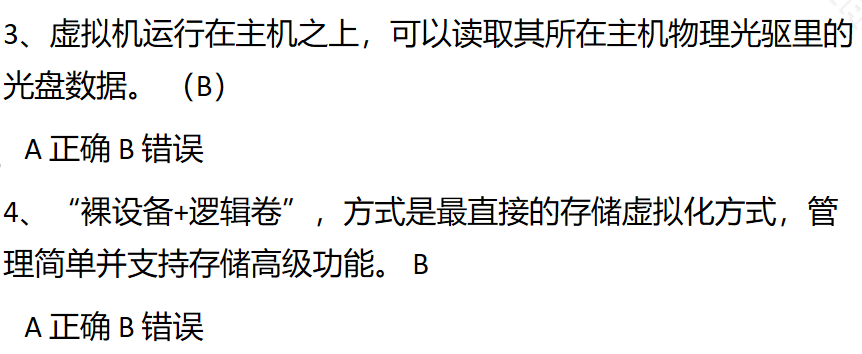 3、虚拟机运行在主机之上，可以读取其所在主机物理光驱里的
光盘数据。 （B）
A 正确 B 错误
4、 “裸设备+逻辑卷”，方式是最直接的存储虚拟化方式，管
理简单并支持存储高级功能。 B
A 正确 B 错误